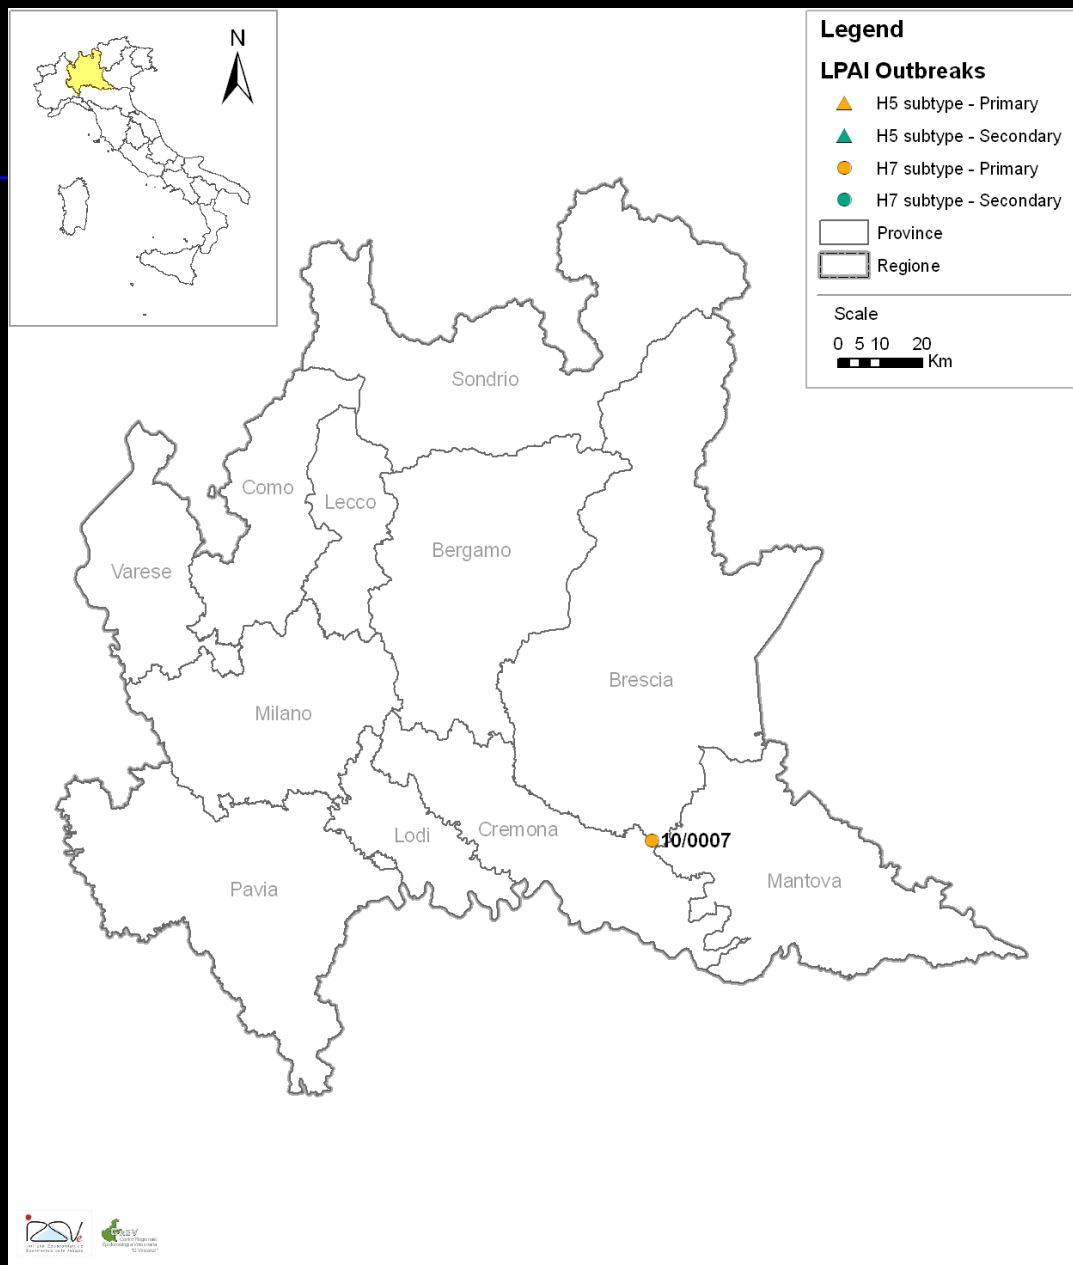 N
Legend
LPAI Outbreaks
H5 subtype - Primary
H5 subtype - Secondary
H7 subtype - Primary
H7 subtype - Secondary
Province
Regione
Scale
0 5 10 20
Km
Sondrio
Como
Lecco
Bergamo
Varese
Brescia
Milano
10/0007
Cremona
Lodi
Mantova
Pavia